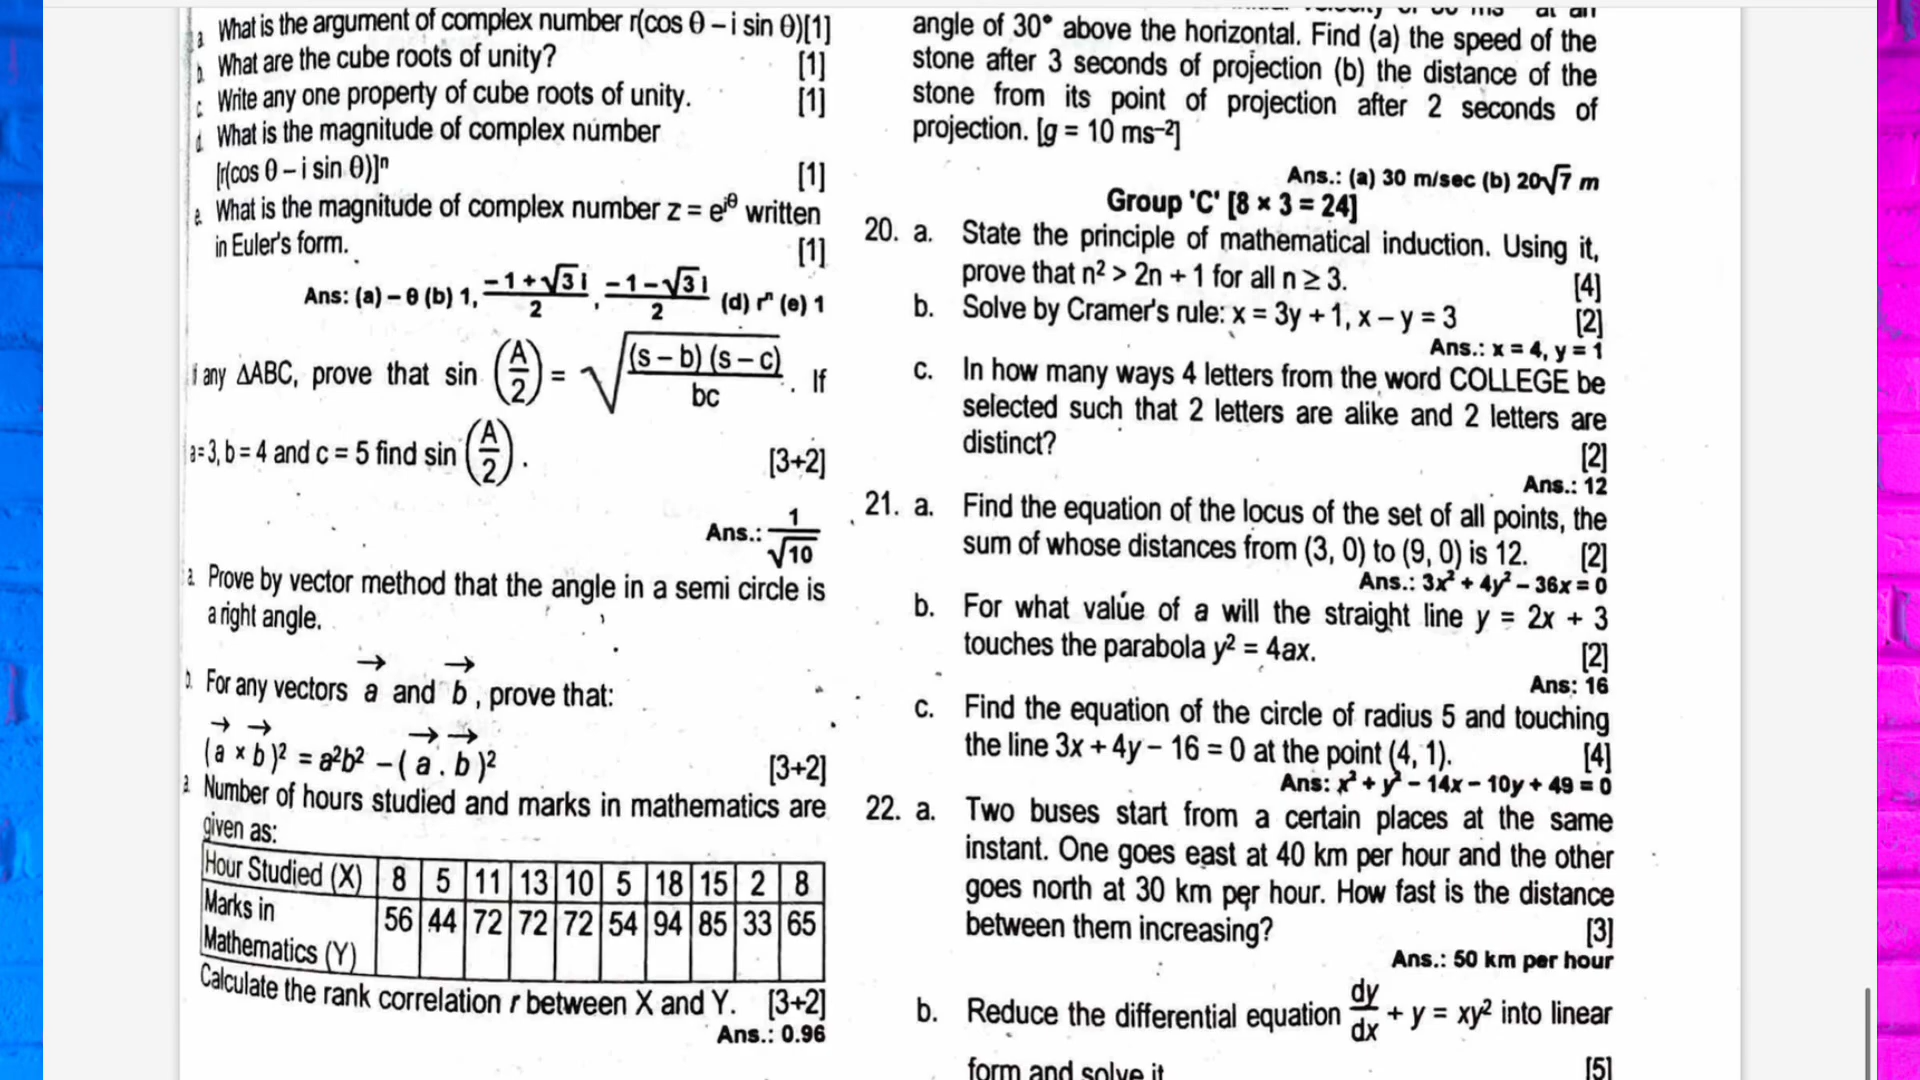 a. What is the argument of complex number r(cos θ – i sin θ)[1]
b. What are the cube roots of unity? [1]
c. Write any one property of cube roots of unity. [1]
d. What is the magnitude of complex number
[r(cos θ – i sin θ)]ⁿ [1]
e. What is the magnitude of complex number z = e^iθ written
in Euler's form. [1]
Ans: (a) – θ (b) 1, (–1 + √3 i)/2, (–1 – √3 i)/2 (d) rⁿ (e) 1
any ΔABC, prove that sin (A/2) = √((s – b) (s – c)/bc). If
a = 3, b = 4 and c = 5 find sin (A/2). [3+2]
Ans.: 1/√10
a. Prove by vector method that the angle in a semi circle is
a right angle.
b. For any vectors a⃗ and b⃗, prove that:
(a⃗ × b⃗)² = a²b² – (a⃗ . b⃗)² [3+2]
a. Number of hours studied and marks in mathematics are
given as:
Hour Studied (X) 8 5 11 13 10 5 18 15 2 8
Marks in
Mathematics (Y) 56 44 72 72 72 54 94 85 33 65
Calculate the rank correlation r between X and Y. [3+2]
Ans.: 0.96
angle of 30° above the horizontal. Find (a) the speed of the
stone after 3 seconds of projection (b) the distance of the
stone from its point of projection after 2 seconds of
projection. [g = 10 ms⁻²]
Ans.: (a) 30 m/sec (b) 20√7 m
Group 'C' [8 × 3 = 24]
20. a. State the principle of mathematical induction. Using it,
prove that n² > 2n + 1 for all n ≥ 3. [4]
b. Solve by Cramer's rule: x = 3y + 1, x – y = 3 [2]
Ans.: x = 4, y = 1
c. In how many ways 4 letters from the word COLLEGE be
selected such that 2 letters are alike and 2 letters are
distinct? [2]
Ans.: 12
21. a. Find the equation of the locus of the set of all points, the
sum of whose distances from (3, 0) to (9, 0) is 12. [2]
Ans.: 3x² + 4y² – 36x = 0
b. For what value of a will the straight line y = 2x + 3
touches the parabola y² = 4ax. [2]
Ans: 16
c. Find the equation of the circle of radius 5 and touching
the line 3x + 4y – 16 = 0 at the point (4, 1). [4]
Ans: x² + y² – 14x – 10y + 49 = 0
22. a. Two buses start from a certain places at the same
instant. One goes east at 40 km per hour and the other
goes north at 30 km per hour. How fast is the distance
between them increasing? [3]
Ans.: 50 km per hour
b. Reduce the differential equation dy/dx + y = xy² into linear
form and solve it [5]